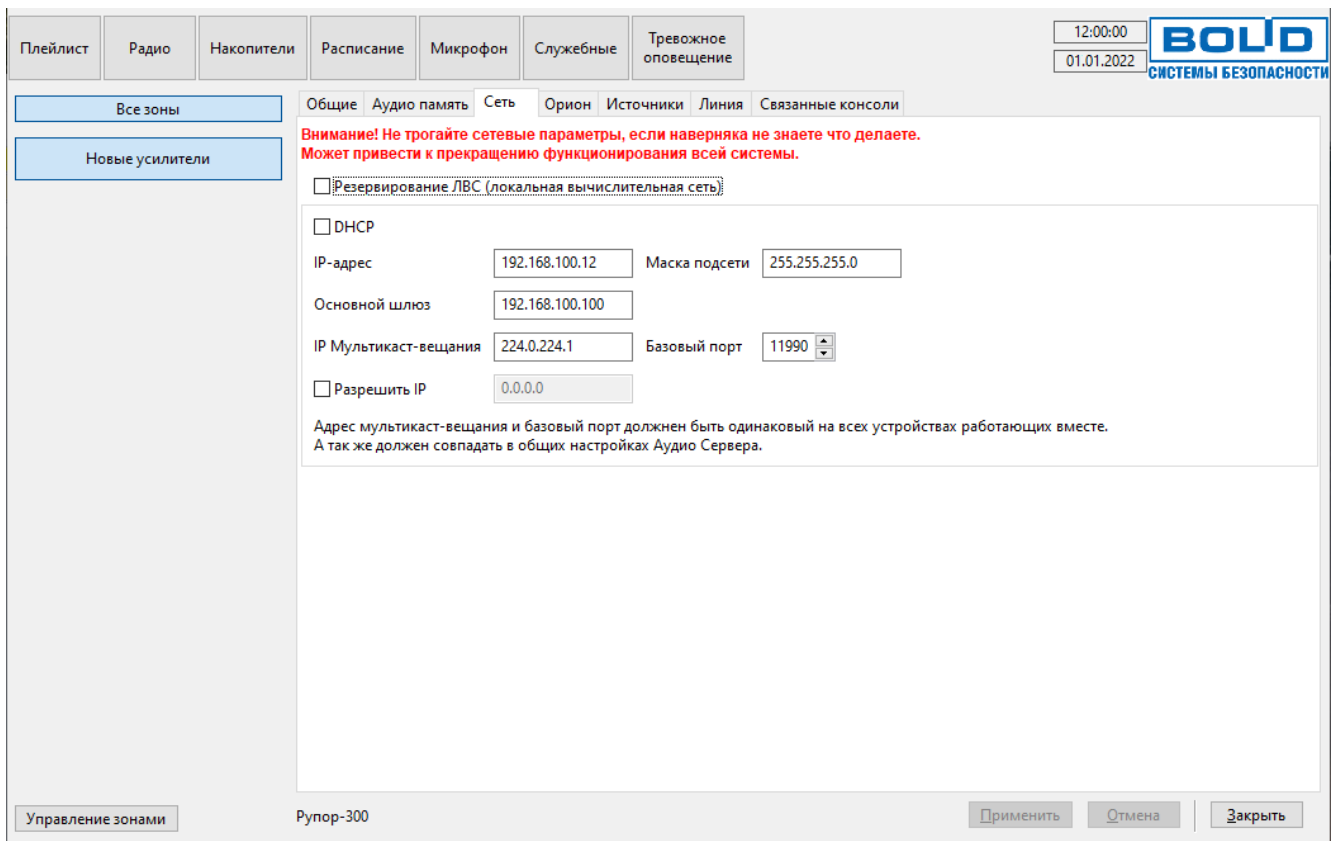 Плейлист
Радио
Накопители
Расписание
Микрофон
Служебные
Тревожное
оповещение
12:00:00
01.01.2022
BOLID
СИСТЕМЫ БЕЗОПАСНОСТИ
Все зоны
Новые усилители
Общие Аудио память Сеть Орион Источники Линия Связанные консоли
Внимание! Не трогайте сетевые параметры, если наверняка не знаете что делаете.
Может привести к прекращению функционирования всей системы.
Резервирование ЛВС (локальная вычислительная сеть)
DHCP
IP-адрес 192.168.100.12 Маска подсети 255.255.255.0
Основной шлюз 192.168.100.100
IP Мультикаст-вещания 224.0.224.1 Базовый порт 11990
Разрешить IP 0.0.0.0
Адрес мультикаст-вещания и базовый порт должнен быть одинаковый на всех устройствах работающих вместе.
А так же должен совпадать в общих настройках Аудио Сервера.
Управление зонами
Рупор-300
Применить
Отмена
Закрыть